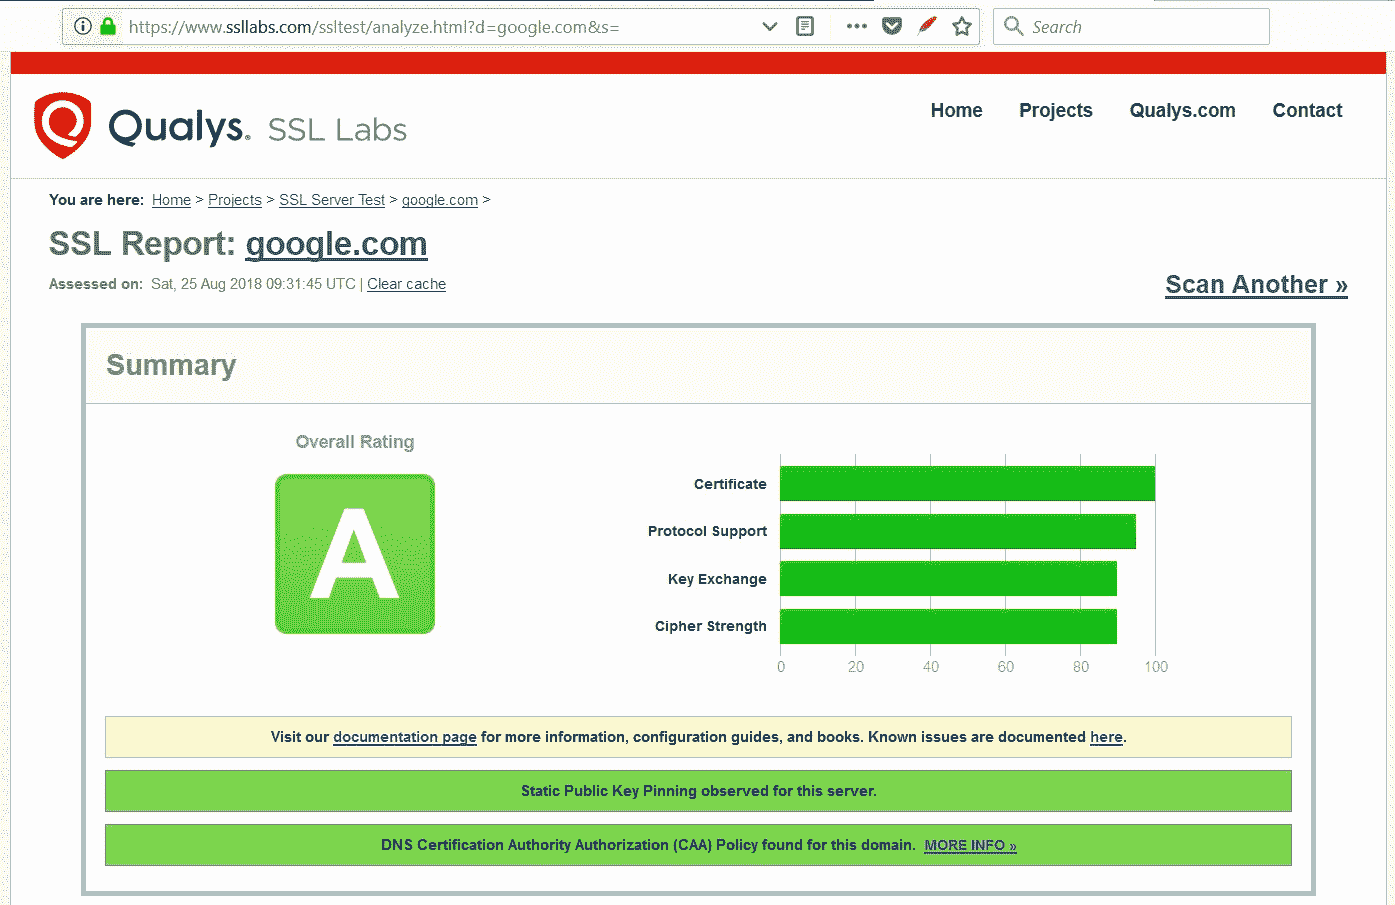 https://www.ssllabs.com/ssltest/analyze.html?d=google.com&s=
Search
Qualys. SSL Labs
Home Projects Qualys.com Contact
You are here: Home > Projects > SSL Server Test > google.com >
SSL Report: google.com
Assessed on: Sat, 25 Aug 2018 09:31:45 UTC | Clear cache
Scan Another »
Summary
Overall Rating
A
Certificate
Protocol Support
Key Exchange
Cipher Strength
0 20 40 60 80 100
Visit our documentation page for more information, configuration guides, and books. Known issues are documented here.
Static Public Key Pinning observed for this server.
DNS Certification Authority Authorization (CAA) Policy found for this domain. MORE INFO »